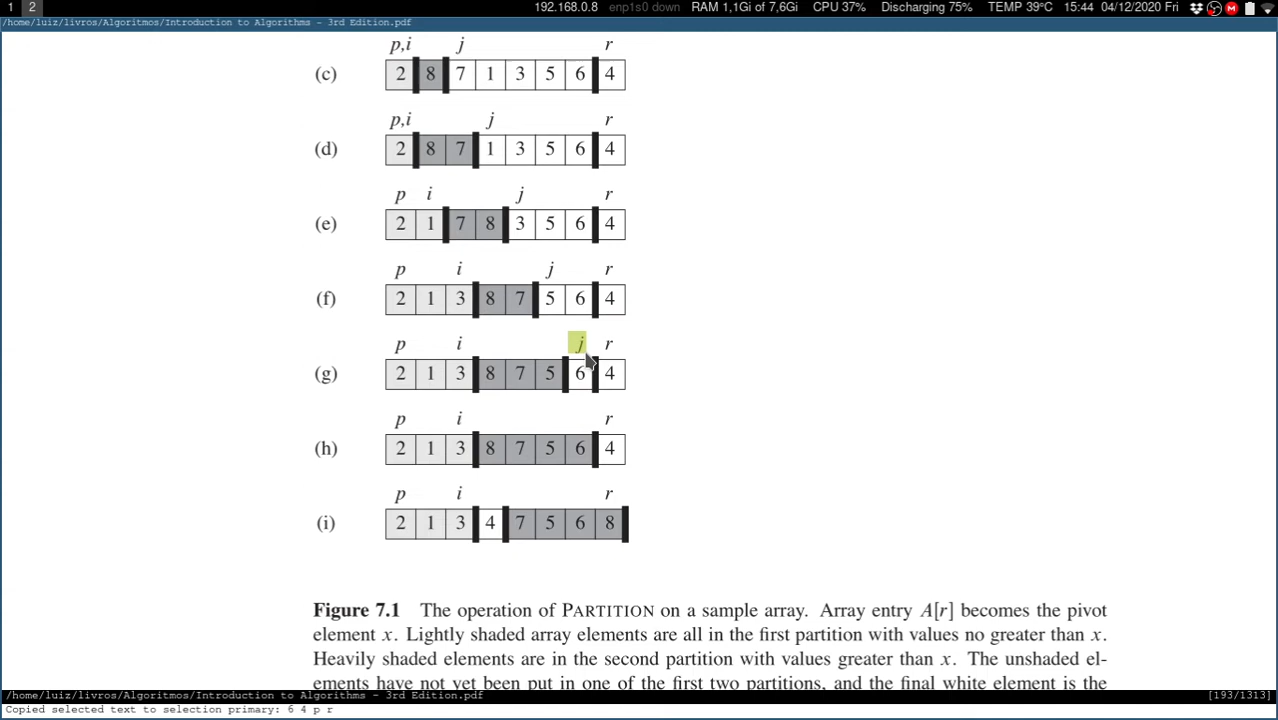 1 2 192.168.0.8 enp1s0 down RAM 1,1Gi of 7,6Gi CPU 37% Discharging 75% TEMP 39°C 15:44 04/12/2020 Fri
/home/luiz/livros/Algoritmos/Introduction to Algorithms - 3rd Edition.pdf
p,i j r
(c) 2 8 7 1 3 5 6 4
p,i j r
(d) 2 8 7 1 3 5 6 4
p i j r
(e) 2 1 7 8 3 5 6 4
p i j r
(f) 2 1 3 8 7 5 6 4
p i j r
(g) 2 1 3 8 7 5 6 4
p i r
(h) 2 1 3 8 7 5 6 4
p i r
(i) 2 1 3 4 7 5 6 8
Figure 7.1 The operation of PARTITION on a sample array. Array entry A[r] becomes the pivot
element x. Lightly shaded array elements are all in the first partition with values no greater than x.
Heavily shaded elements are in the second partition with values greater than x. The unshaded el-
ements have not yet been put in one of the first two partitions, and the final white element is the
/home/luiz/livros/Algoritmos/Introduction to Algorithms - 3rd Edition.pdf [193/1313]
Copied selected text to selection primary: 6 4 p r